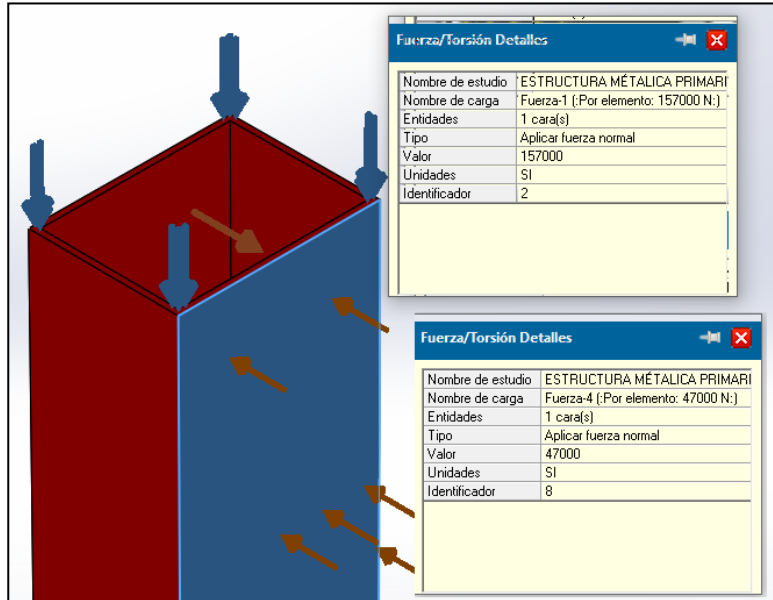 Fuerza/Torsión Detalles
Nombre de estudio 'ESTRUCTURA MÉTALICA PRIMARI
Nombre de carga Fuerza-1 (:Por elemento: 157000 N:)
Entidades 1 cara(s)
Tipo Aplicar fuerza normal
Valor 157000
Unidades SI
Identificador 2
Fuerza/Torsión Detalles
Nombre de estudio ESTRUCTURA MÉTALICA PRIMARI
Nombre de carga Fuerza-4 (:Por elemento: 47000 N:)
Entidades 1 cara(s)
Tipo Aplicar fuerza normal
Valor 47000
Unidades SI
Identificador 8